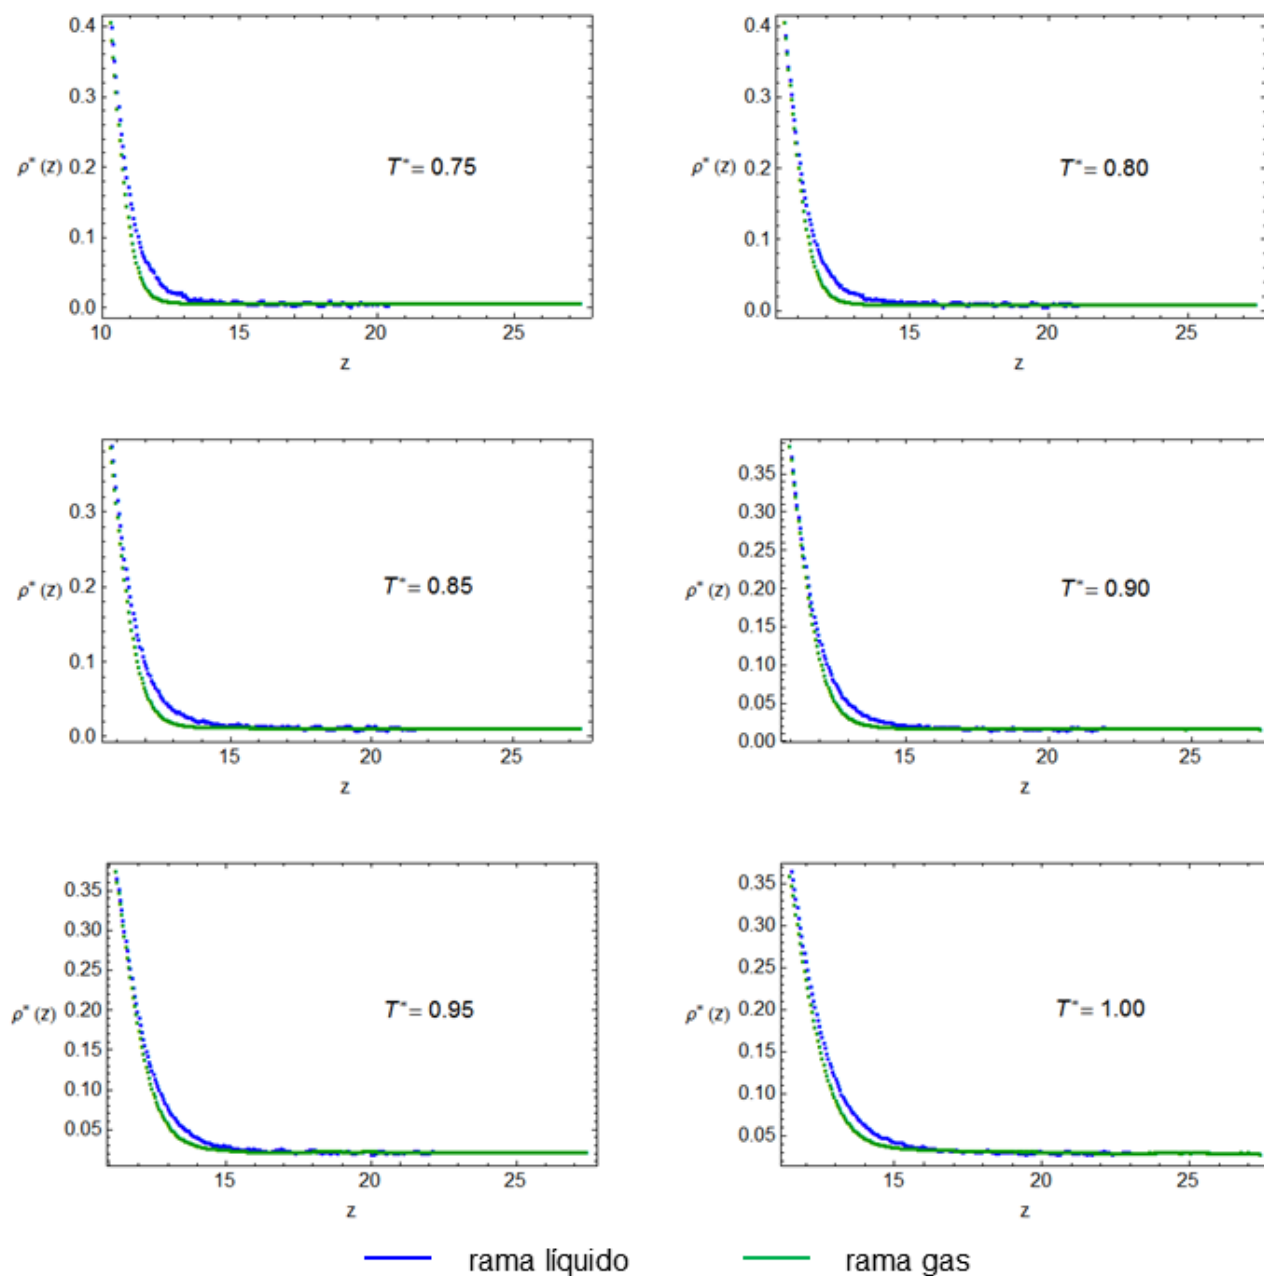 0.4
0.3
ρ* (z) 0.2
T* = 0.75
0.1
0.0
10 15 20 25
z
0.4
0.3
ρ* (z) 0.2
T* = 0.80
0.1
0.0
15 20 25
z
0.3
ρ* (z) 0.2
T* = 0.85
0.1
0
15 20 25
z
0.35
0.30
0.25
ρ* (z) 0.20
T* = 0.90
0.15
0.10
0.05
0.00
15 20 25
z
0.35
0.30
0.25
ρ* (z) 0.20
T* = 0.95
0.15
0.10
0.05
15 20 25
z
0.35
0.30
0.25
ρ* (z) 0.20
T* = 1.00
0.15
0.10
0.05
15 20 25
z
rama líquido rama gas